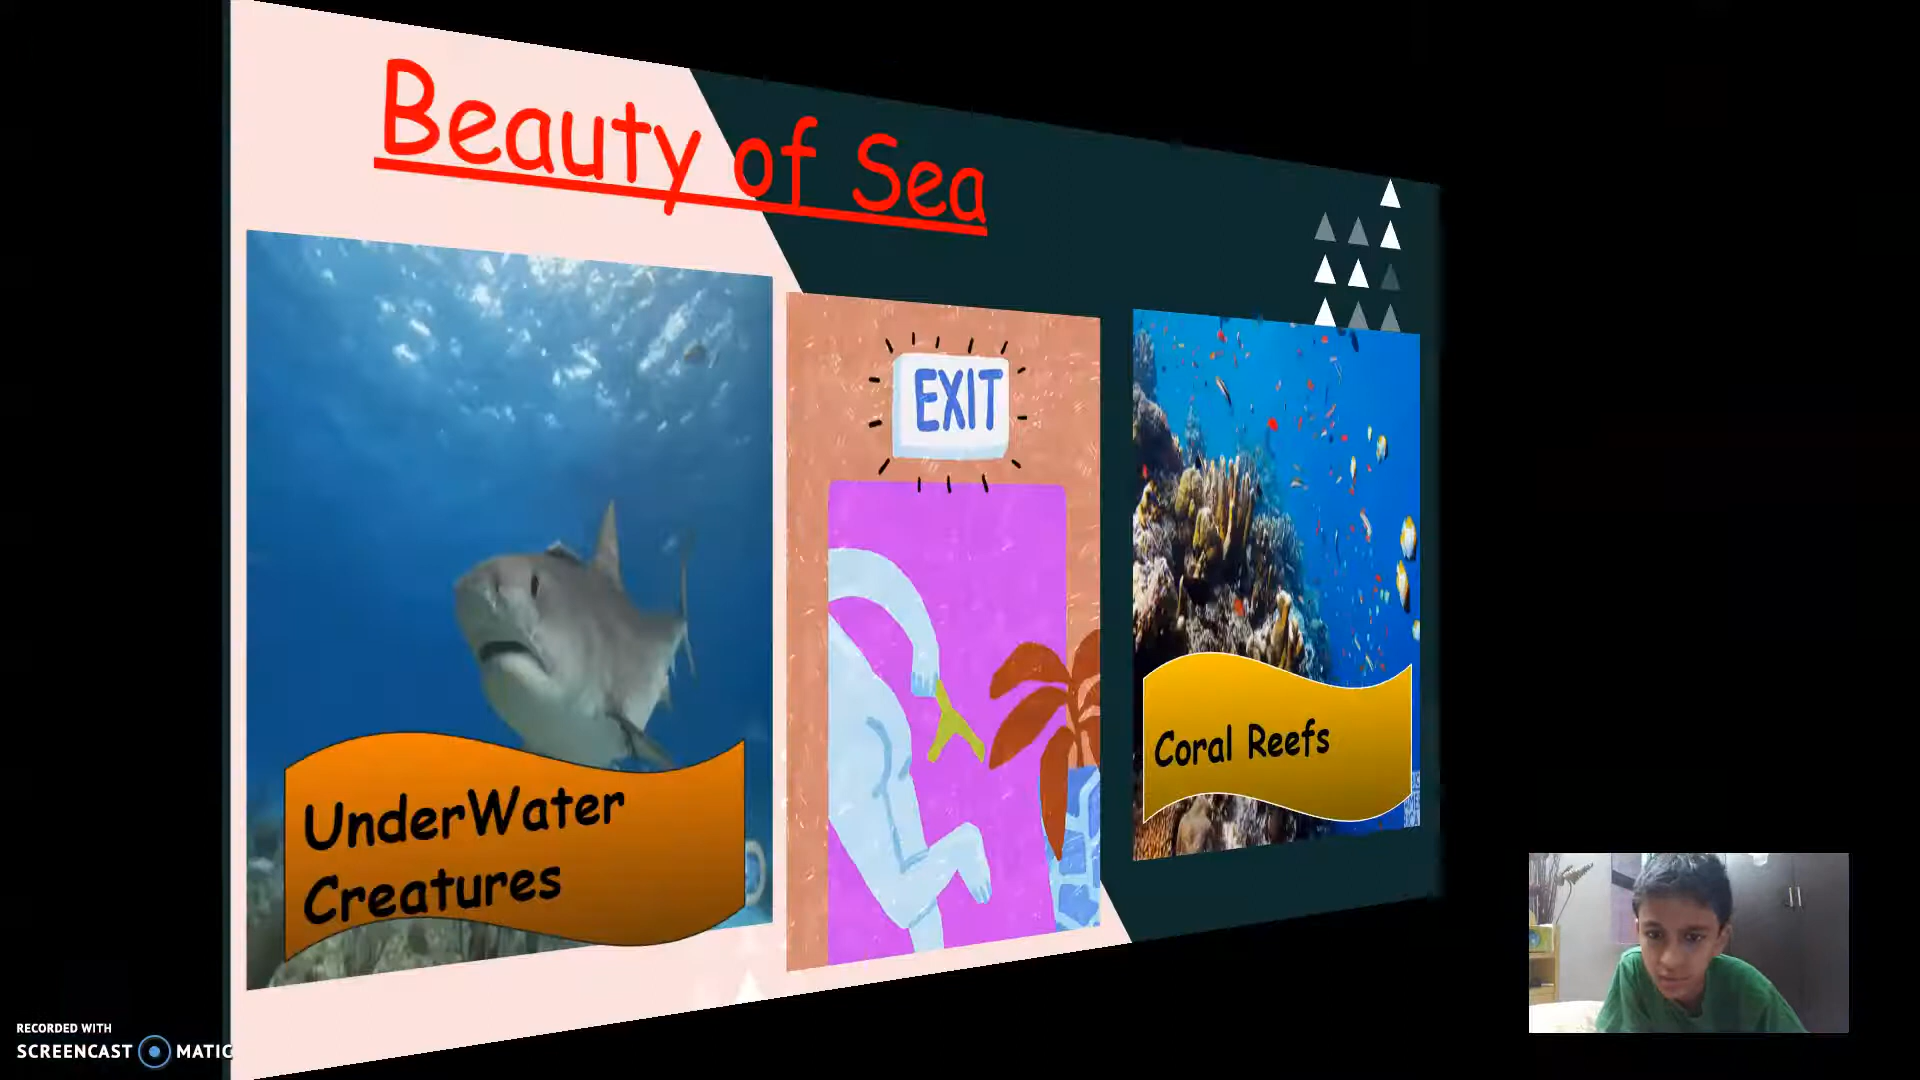 Beauty of Sea
EXIT
UnderWater
Creatures
Coral Reefs
RECORDED WITH
SCREENCAST MATIC